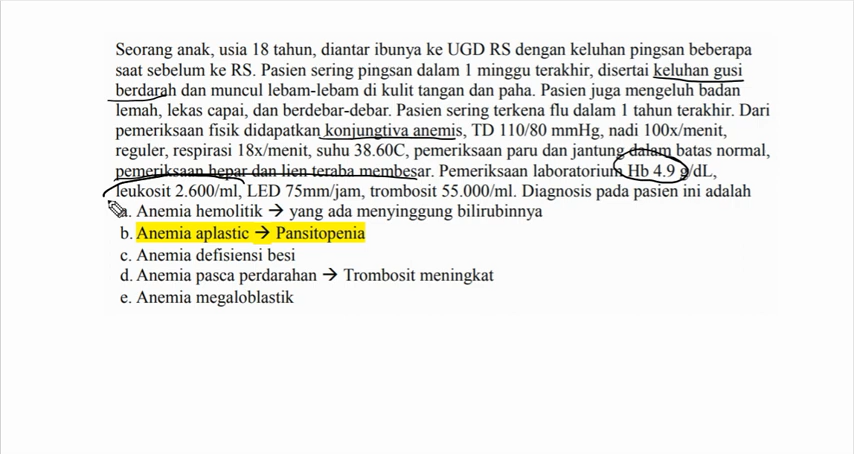 Seorang anak, usia 18 tahun, diantar ibunya ke UGD RS dengan keluhan pingsan beberapa
saat sebelum ke RS. Pasien sering pingsan dalam 1 minggu terakhir, disertai keluhan gusi
berdarah dan muncul lebam-lebam di kulit tangan dan paha. Pasien juga mengeluh badan
lemah, lekas capai, dan berdebar-debar. Pasien sering terkena flu dalam 1 tahun terakhir. Dari
pemeriksaan fisik didapatkan konjungtiva anemis, TD 110/80 mmHg, nadi 100x/menit,
reguler, respirasi 18x/menit, suhu 38.60C, pemeriksaan paru dan jantung dalam batas normal,
pemeriksaan hepar dan lien teraba membesar. Pemeriksaan laboratorium Hb 4.9 g/dL,
leukosit 2.600/ml, LED 75mm/jam, trombosit 55.000/ml. Diagnosis pada pasien ini adalah
a. Anemia hemolitik → yang ada menyinggung bilirubinnya
b. Anemia aplastic → Pansitopenia
c. Anemia defisiensi besi
d. Anemia pasca perdarahan → Trombosit meningkat
e. Anemia megaloblastik